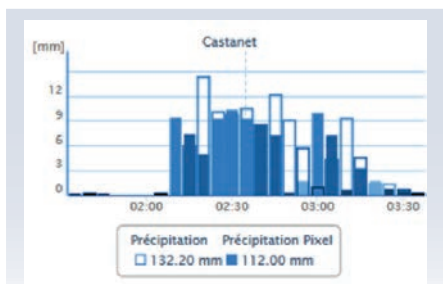 Castanet
[mm]
12
9
6
3
0
02:00 02:30 03:00 03:30
Précipitation Précipitation Pixel
132.20 mm 112.00 mm